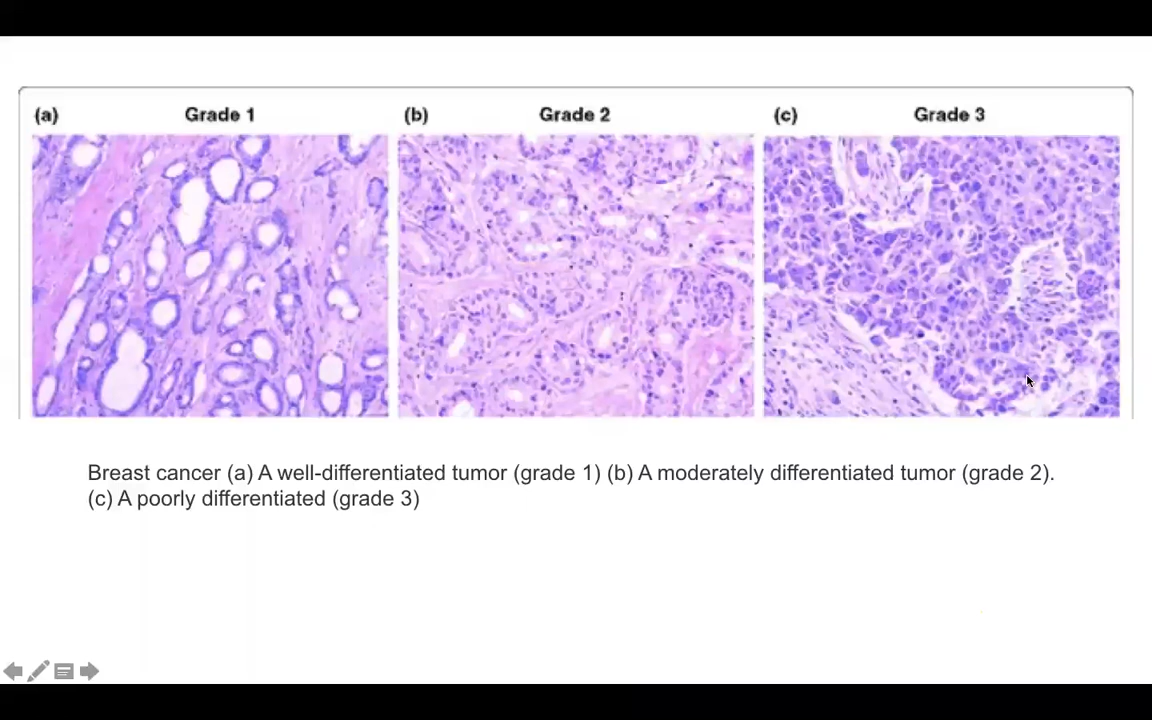 (a) Grade 1 (b) Grade 2 (c) Grade 3
Breast cancer (a) A well-differentiated tumor (grade 1) (b) A moderately differentiated tumor (grade 2).
(c) A poorly differentiated (grade 3)